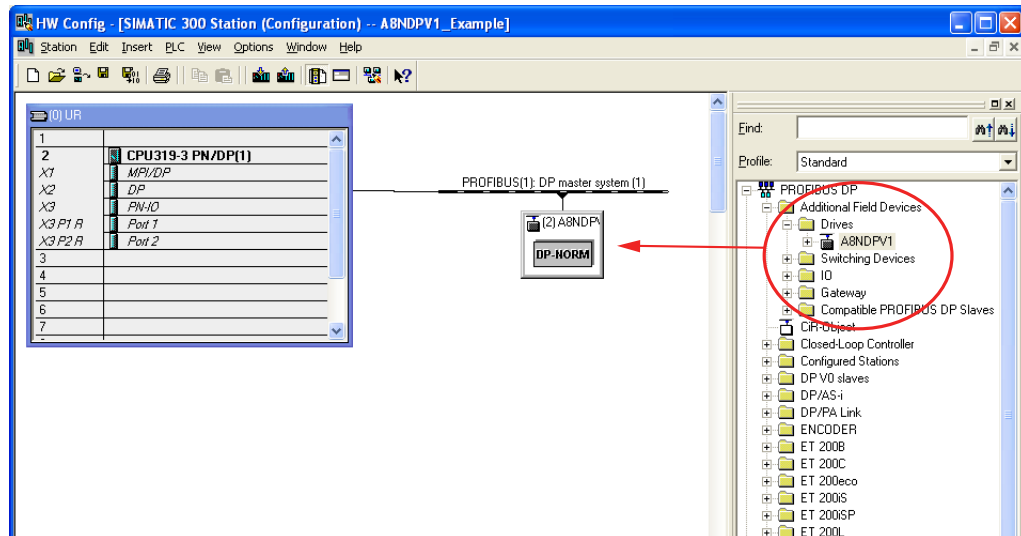 HW Config - [SIMATIC 300 Station (Configuration) -- A8NDPV1_Example]
Station Edit Insert PLC View Options Window Help
(0) UR
1
2 CPU319-3 PN/DP(1)
X1 MPI/DP
X2 DP
X3 PN-IO
X3 P1 R Port 1
X3 P2 R Port 2
3
4
5
6
7
PROFIBUS(1): DP master system (1)
(2) A8NDPV
DP-NORM
Find:
Profile: Standard
PROFIBUS DP
Additional Field Devices
Drives
A8NDPV1
Switching Devices
IO
Gateway
Compatible PROFIBUS DP Slaves
CiR-Object
Closed-Loop Controller
Configured Stations
DP V0 slaves
DP/AS-i
DP/PA Link
ENCODER
ET 200B
ET 200C
ET 200eco
ET 200iS
ET 200iSP
ET 200L